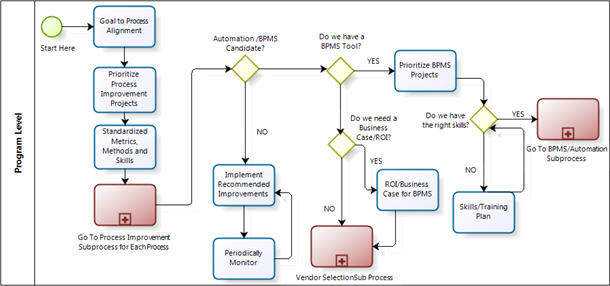 Program Level
Start Here
Goal to Process
Alignment
Prioritize
Process
Improvement
Projects
Standardized
Metrics,
Methods and
Skills
Go To Process Improvement
Subprocess for Each Process
Automation /BPMS
Candidate?
NO
Implement
Recommended
Improvements
Periodically
Monitor
Do we have a
BPMS Tool?
YES
Do we need a
Business
Case/ROI?
YES
NO
ROI/Business
Case for BPMS
Vendor SelectionSub Process
Prioritize BPMS
Projects
Do we have
the right skills?
YES
NO
Skills/Training
Plan
Go To BPMS/Automation
Subprocess